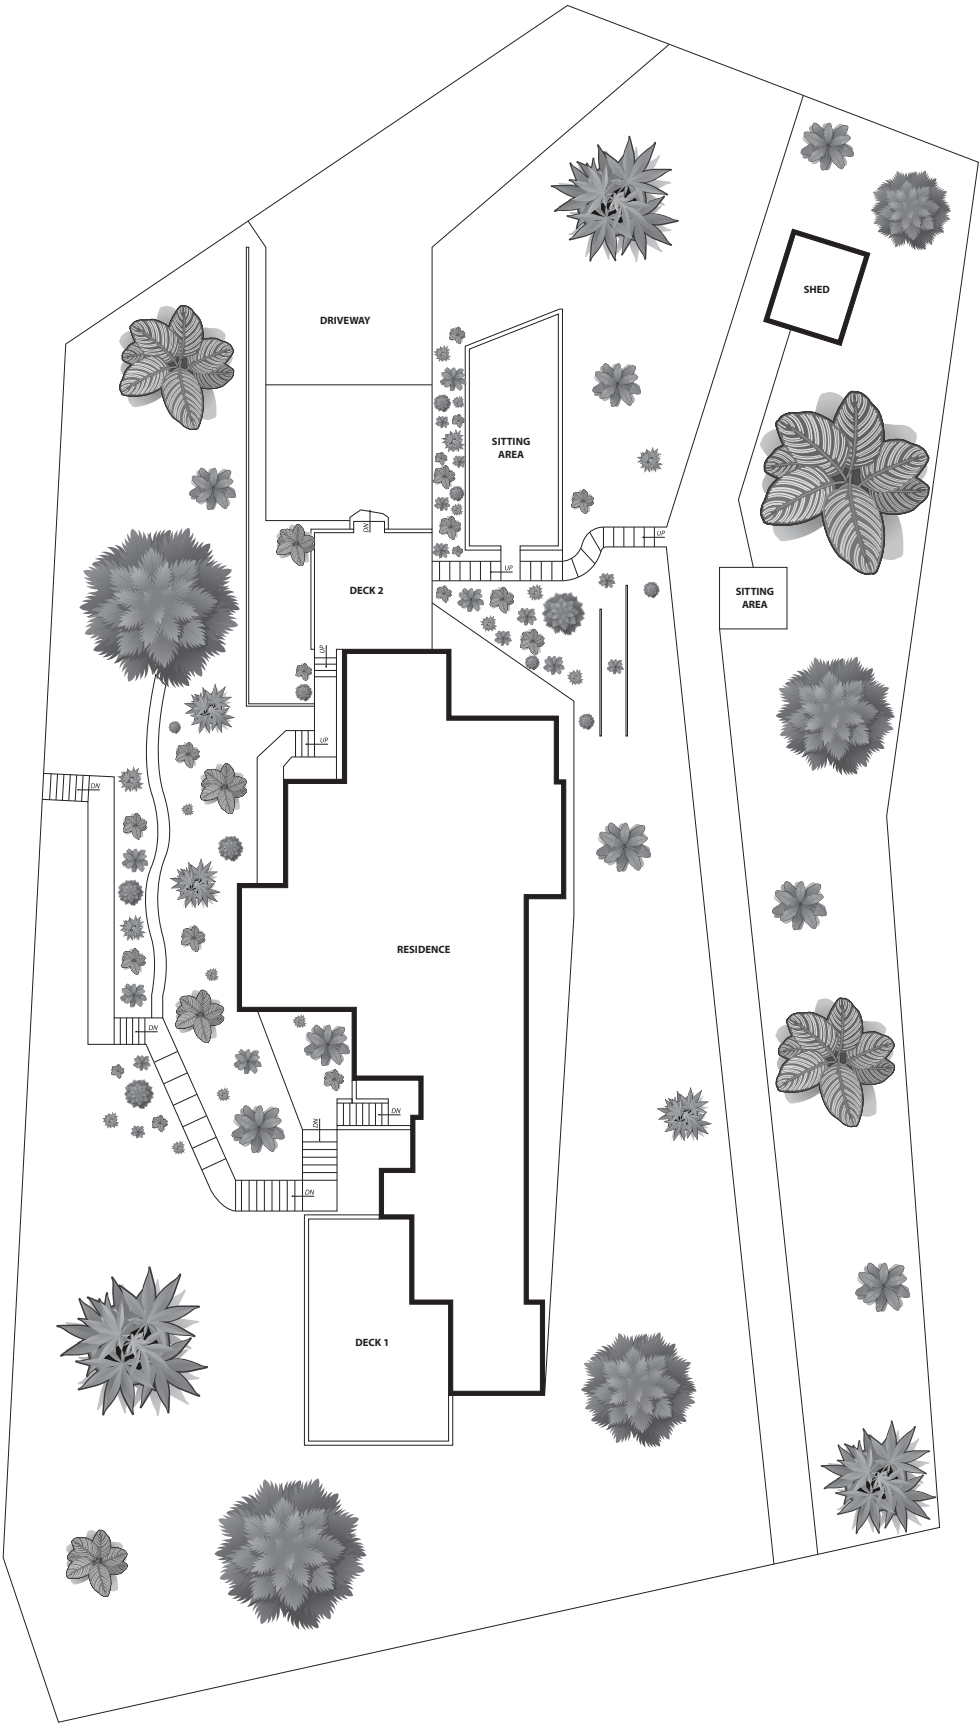 SHED
DRIVEWAY
SITTING
AREA
DN
UP
UP
DECK 2
SITTING
AREA
UP
UP
DN
RESIDENCE
DN
DN
DN
DN
DECK 1